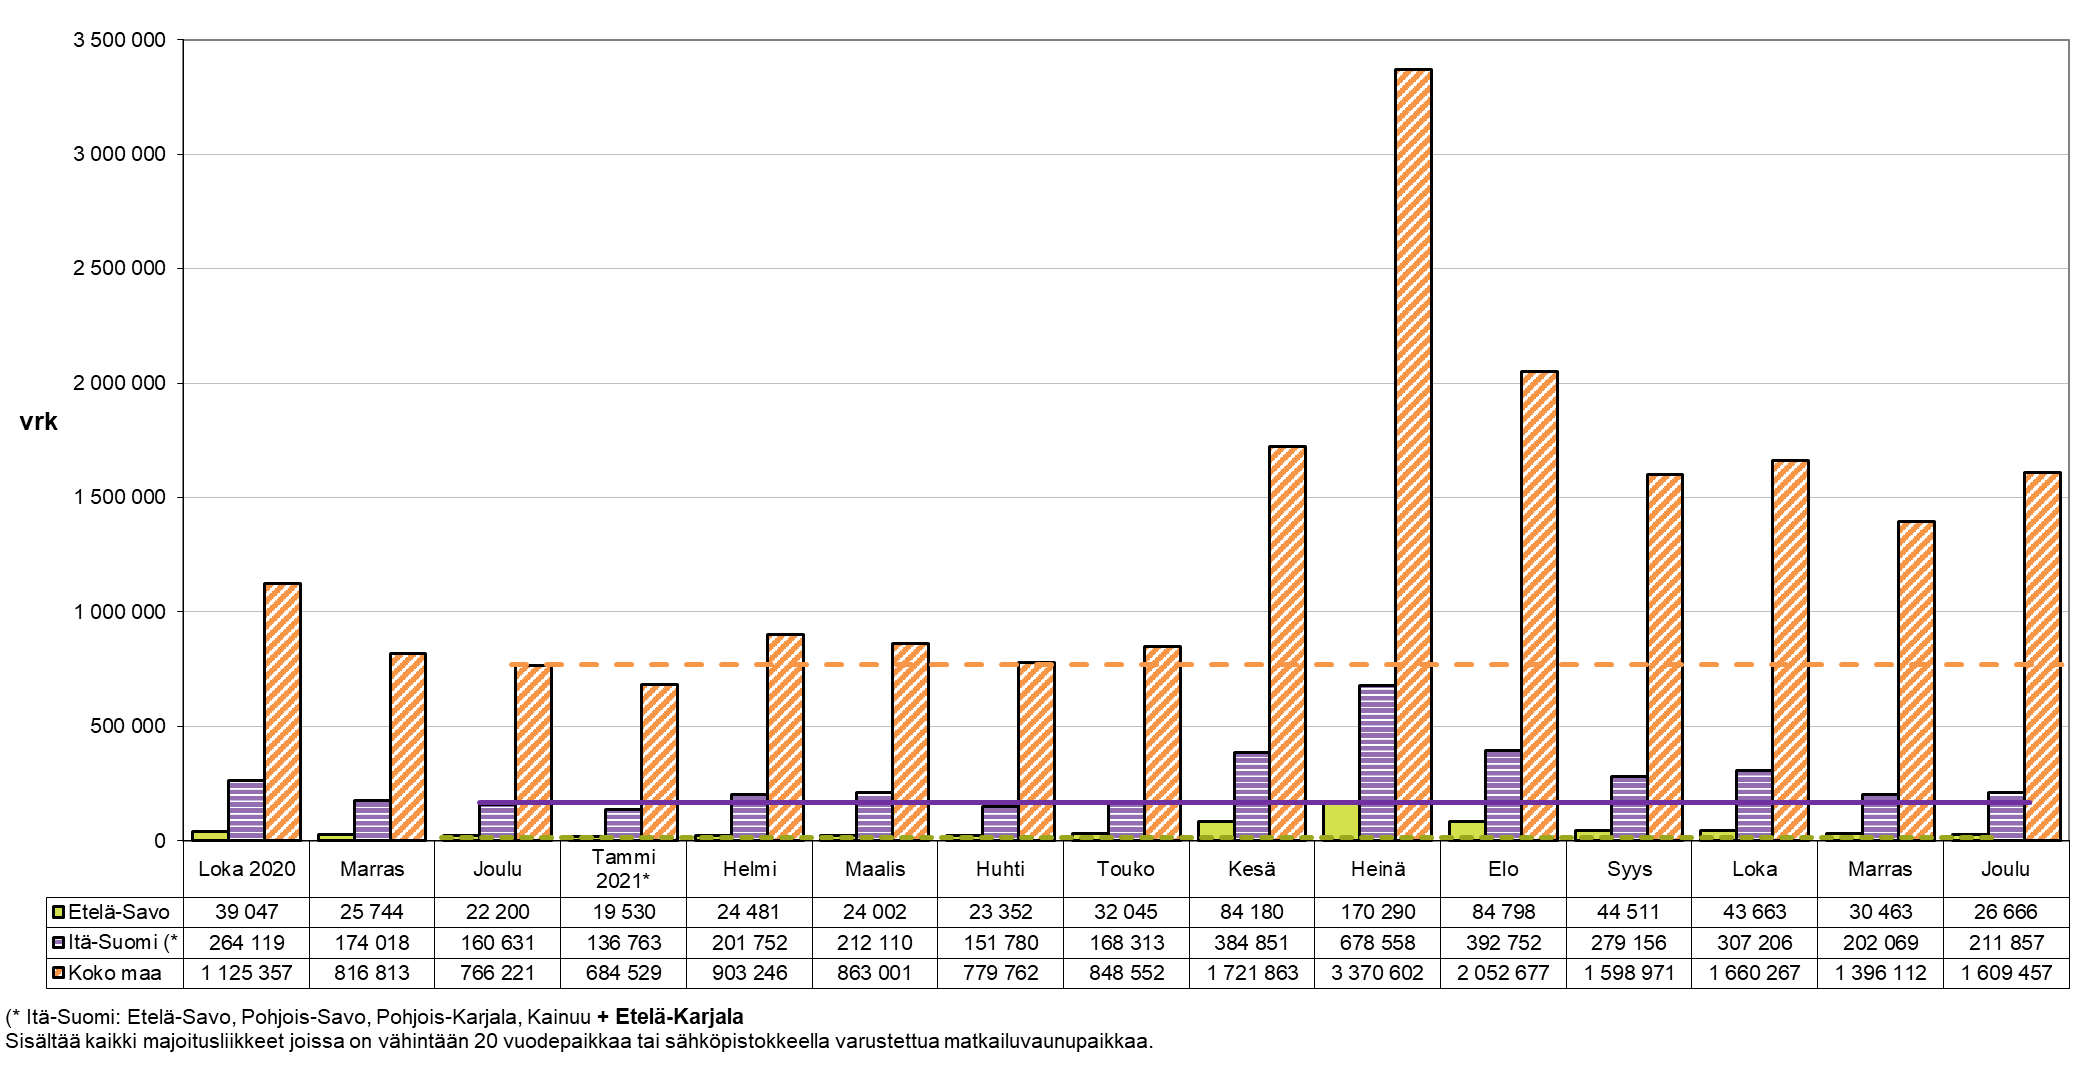 3 500 000
3 000 000
2 500 000
2 000 000
vrk
1 500 000
1 000 000
500 000
0
Loka 2020 Marras Joulu Tammi 2021* Helmi Maalis Huhti Touko Kesä Heinä Elo Syys Loka Marras Joulu
Etelä-Savo 39 047 25 744 22 200 19 530 24 481 24 002 23 352 32 045 84 180 170 290 84 798 44 511 43 663 30 463 26 666
Itä-Suomi (* 264 119 174 018 160 631 136 763 201 752 212 110 151 780 168 313 384 851 678 558 392 752 279 156 307 206 202 069 211 857
Koko maa 1 125 357 816 813 766 221 684 529 903 246 863 001 779 762 848 552 1 721 863 3 370 602 2 052 677 1 598 971 1 660 267 1 396 112 1 609 457
(* Itä-Suomi: Etelä-Savo, Pohjois-Savo, Pohjois-Karjala, Kainuu + Etelä-Karjala
Sisältää kaikki majoitusliikkeet joissa on vähintään 20 vuodepaikkaa tai sähköpistokkeella varustettua matkailuvaunupaikkaa.